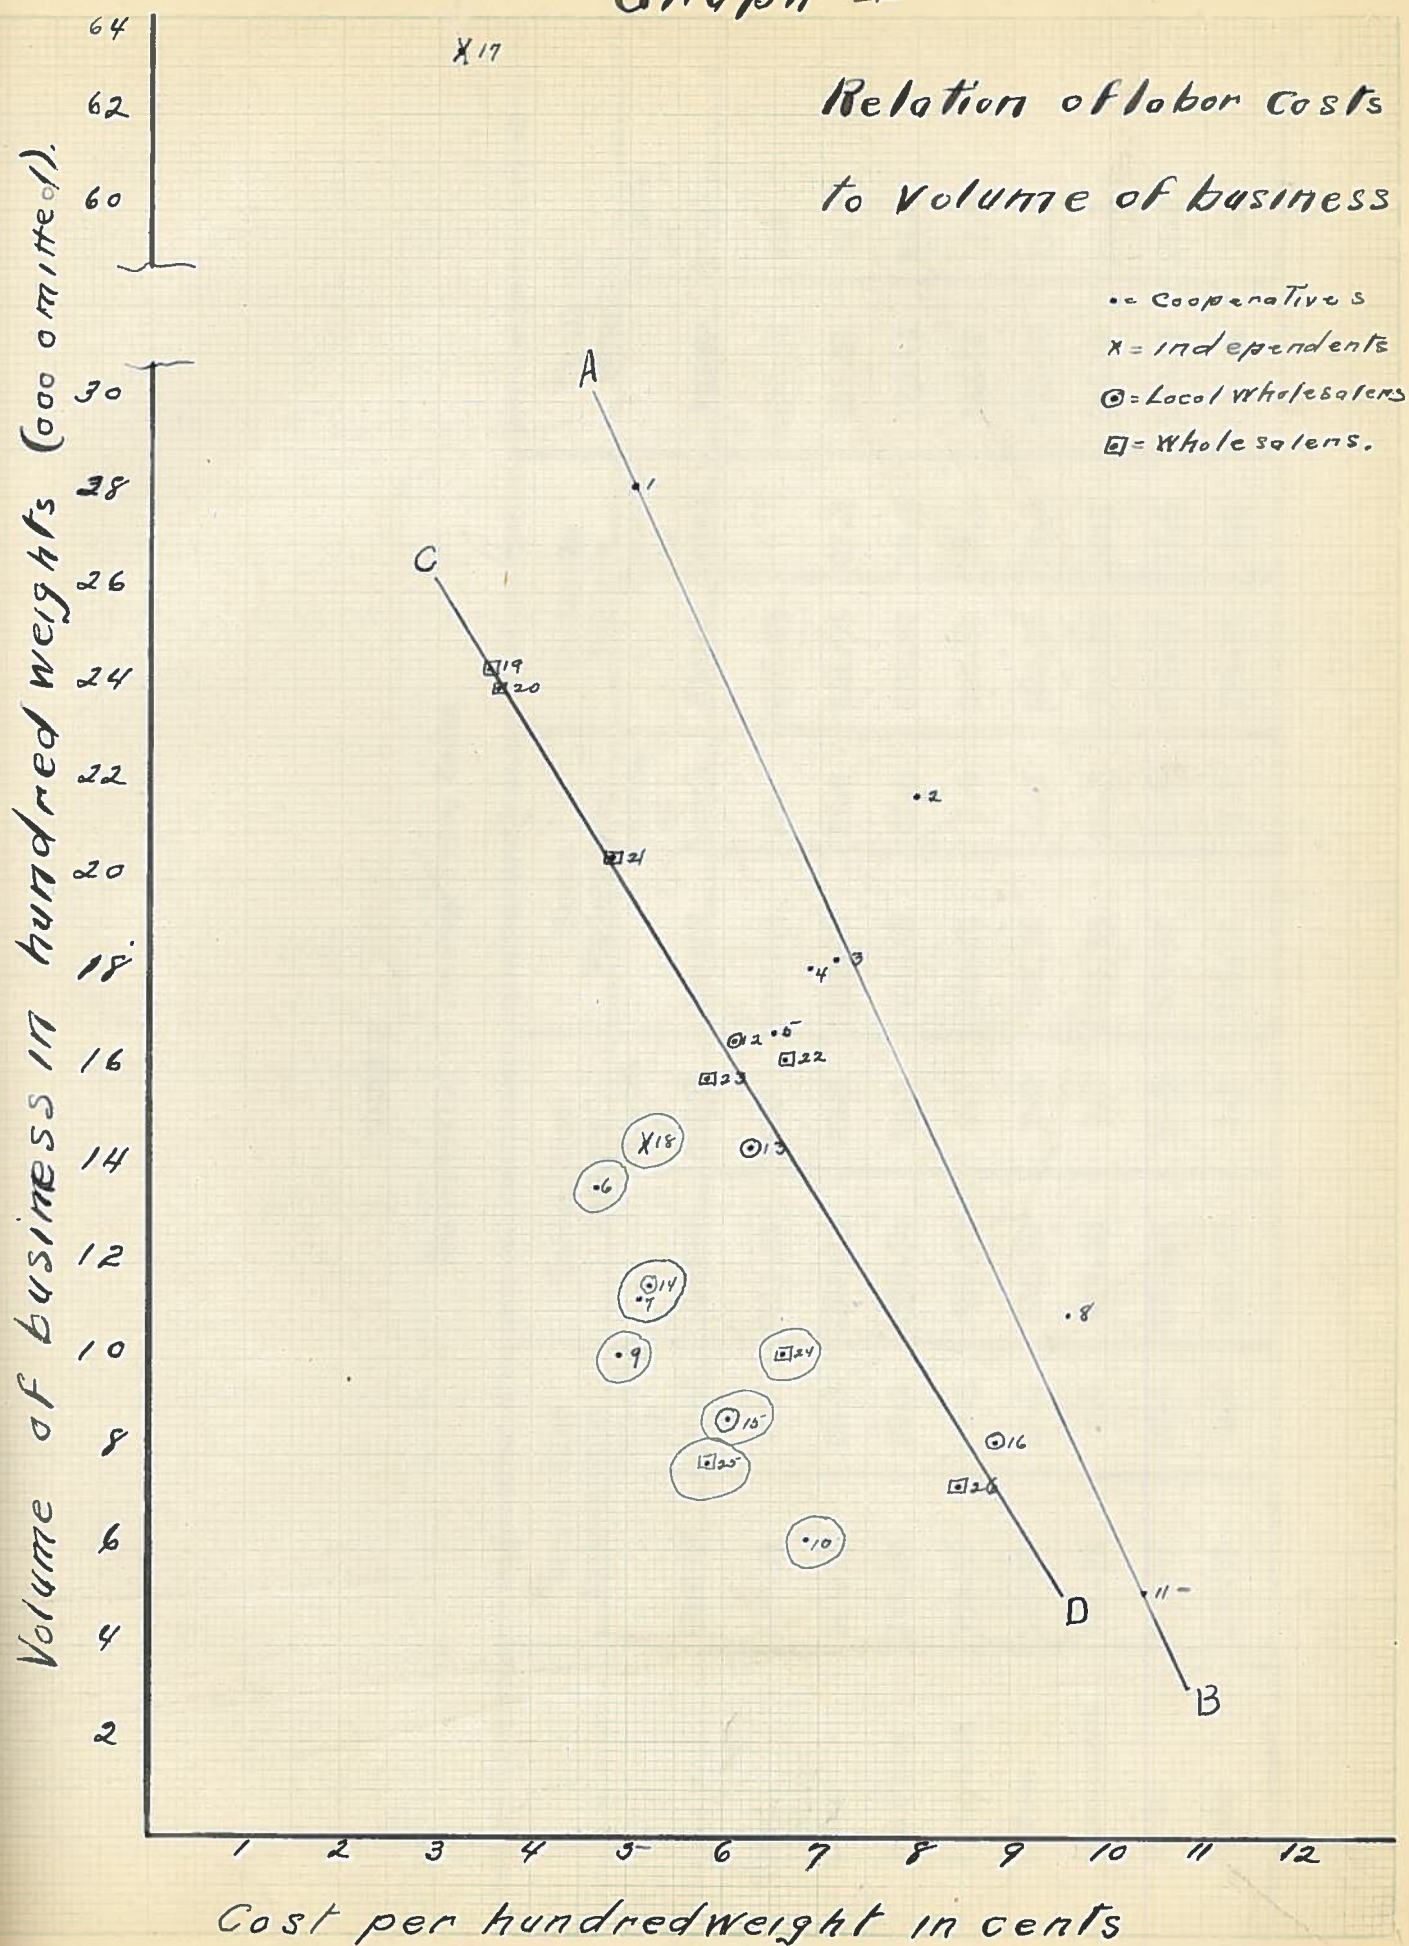 Graph
64
X 17
62
Relation of labor costs
60
to Volume of business
Volume of business in hundred weights (000 omitted).
• = Cooperatives
X = Independents
⊙ = Local Wholesalers
⊡ = Wholesalers.
A
30
28
1
C
26
19
24
20
22
2
21
20
18
3
4
12
5
16
22
23
14
X 18
13
6
12
14
7
8
10
9
24
15
8
16
25
26
6
10
11 -
D
4
B
2
1 2 3 4 5 6 7 8 9 10 11 12
Cost per hundredweight in cents